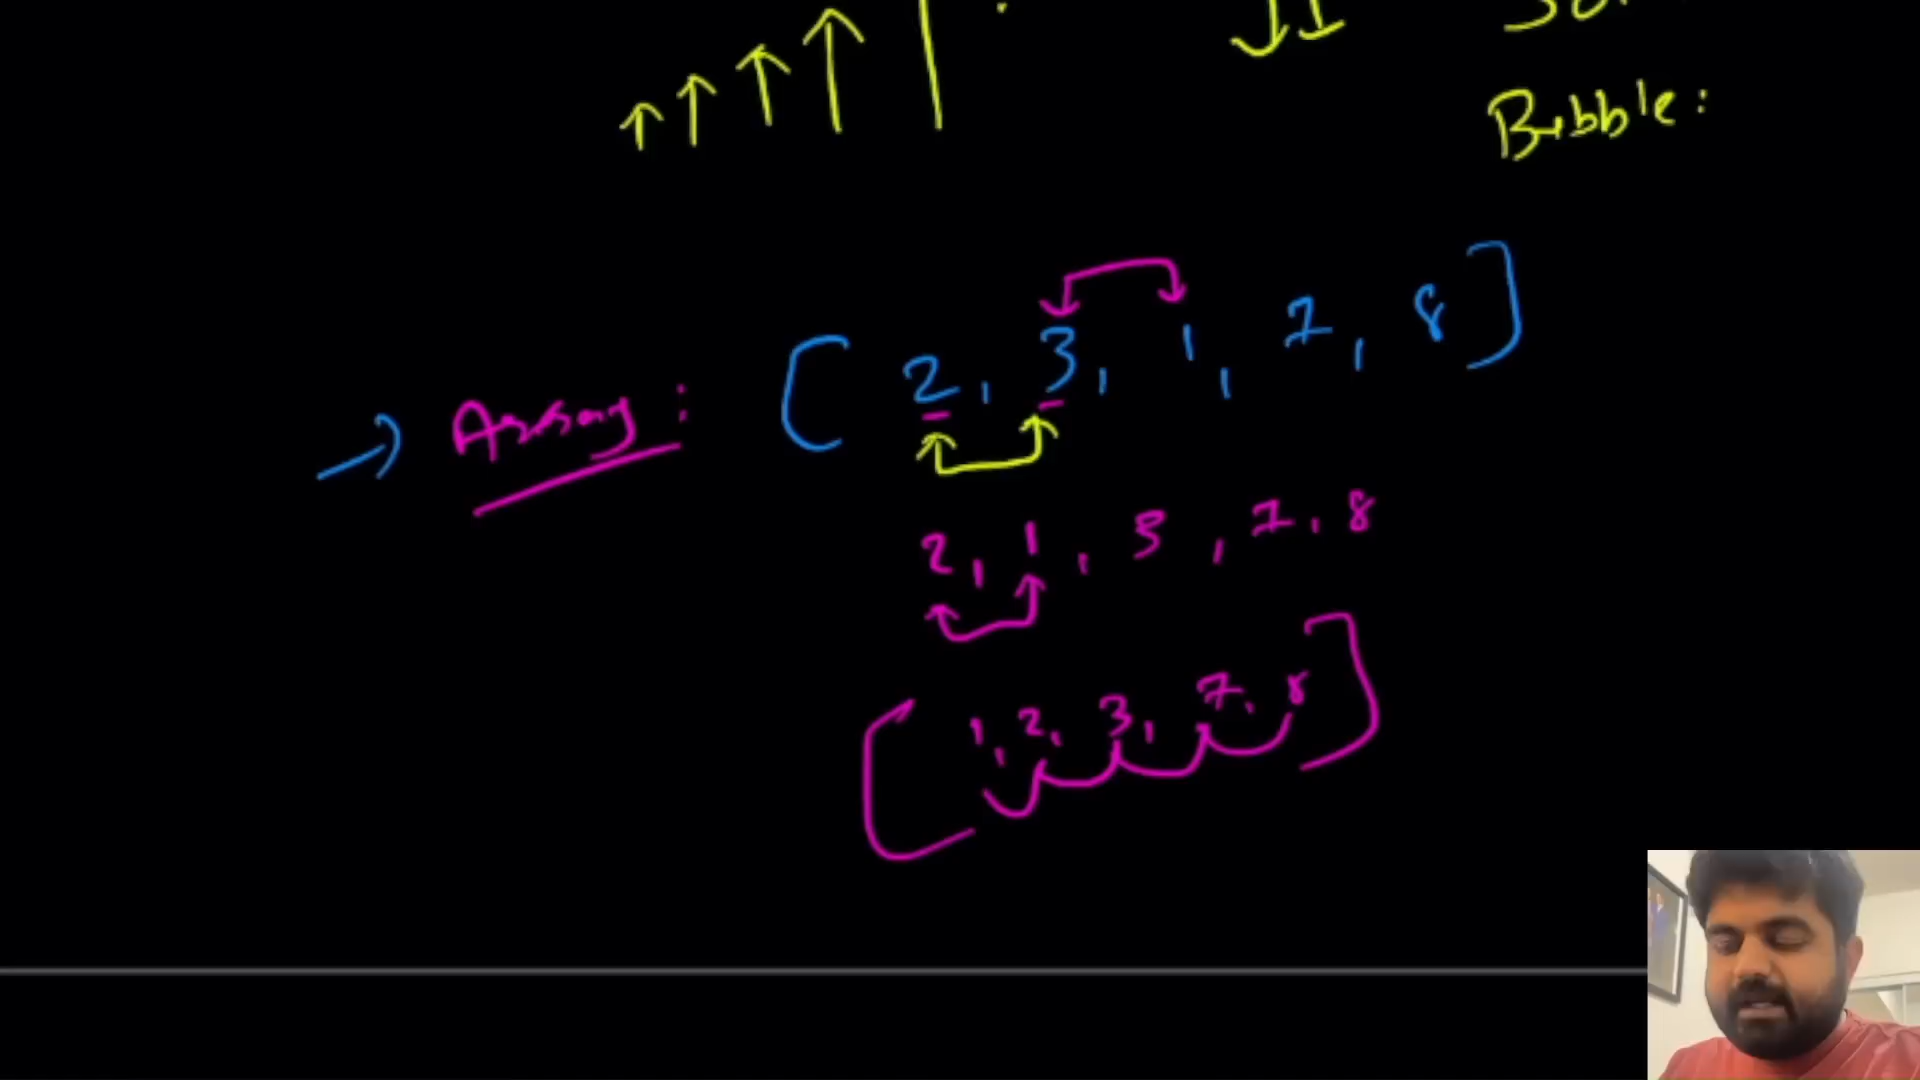 Bubble:
Array: [ 2, 3, 1, 7, 8 ]
2, 1, 3, 7, 8
[ 1, 2, 3, 7, 8 ]